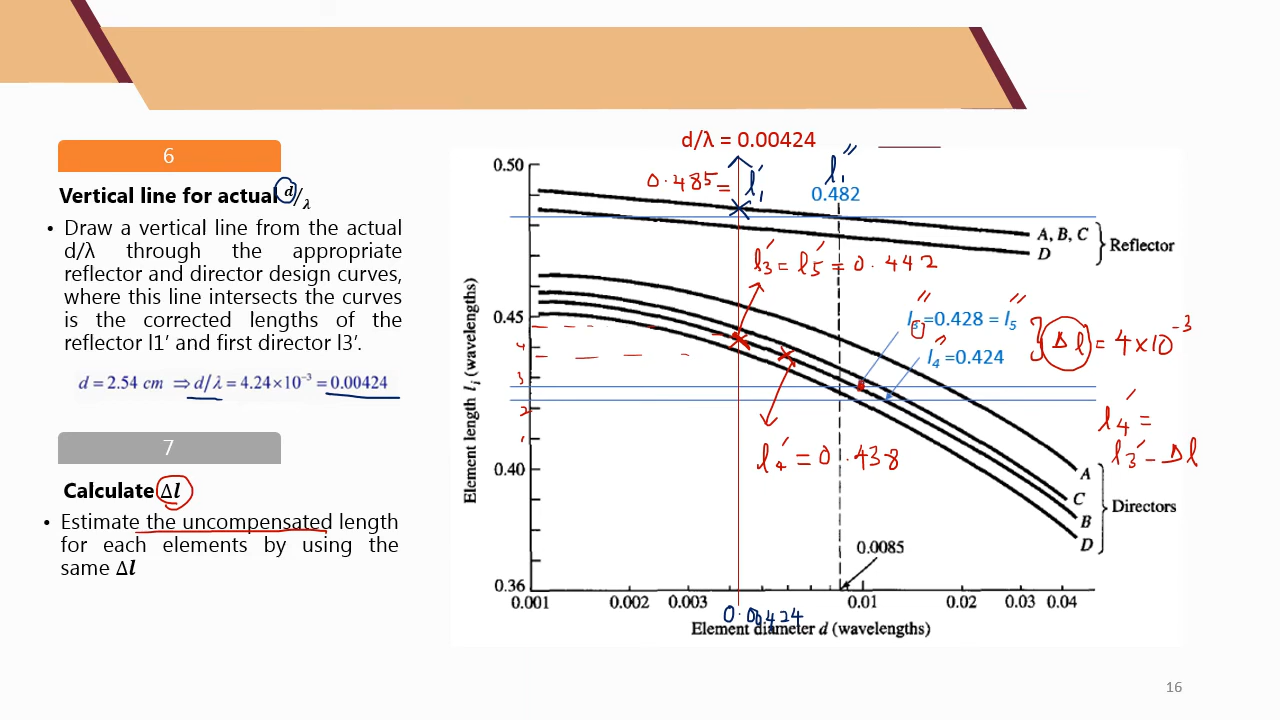 6
Vertical line for actual d/λ
• Draw a vertical line from the actual
d/λ through the appropriate
reflector and director design curves,
where this line intersects the curves
is the corrected lengths of the
reflector l1’ and first director l3’.
d = 2.54 cm ⇒ d/λ = 4.24×10⁻³ = 0.00424
7
Calculate Δl
• Estimate the uncompensated length
for each elements by using the
same Δl
d/λ = 0.00424
0.485 = l₁′
l₁″
0.482
0.50
0.45
0.40
0.36
4
3
2
1
Element length lᵢ (wavelengths)
A, B, C
D
Reflector
l₃′ = l₅′ = 0.442
l₃″ =0.428 = l₅″
l₄″ =0.424
} Δl = 4×10⁻³
l₄′ =
l₃′ - Δl
l₄′ = 0.438
A
C
B
D
Directors
0.0085
0.001
0.002
0.003
0.01
0.02
0.03
0.04
0.00424
Element diameter d (wavelengths)
16